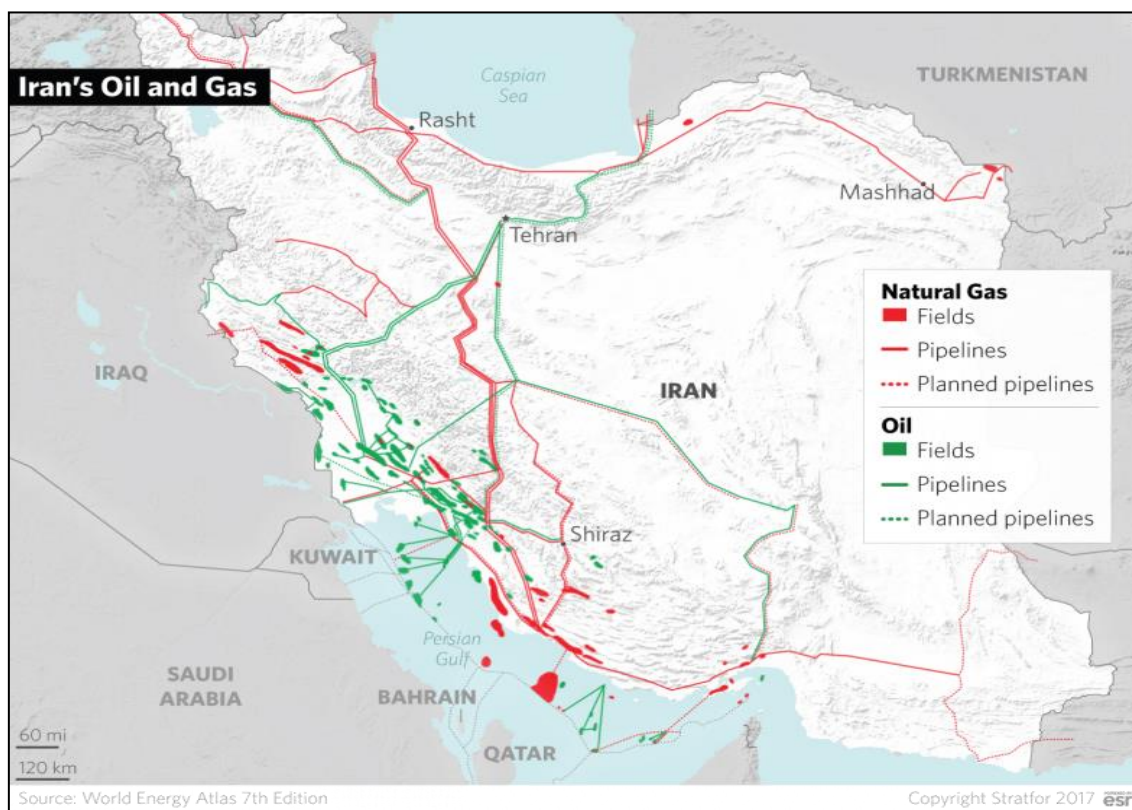 Iran's Oil and Gas
Caspian
Sea
TURKMENISTAN
Rasht
Mashhad
Tehran
IRAQ
IRAN
Natural Gas
Fields
Pipelines
Planned pipelines
Oil
Fields
Pipelines
Planned pipelines
Shiraz
KUWAIT
Persian
Gulf
SAUDI
ARABIA
BAHRAIN
QATAR
60 mi
120 km
Source: World Energy Atlas 7th Edition
Copyright Stratfor 2017
esri